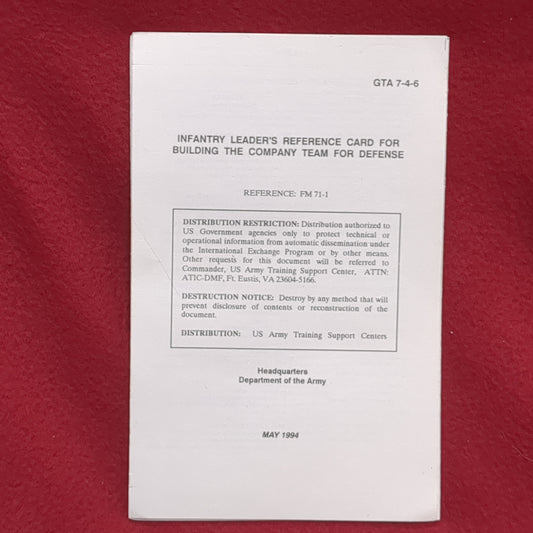 GTA 7-4-6
INFANTRY LEADER'S REFERENCE CARD FOR
BUILDING THE COMPANY TEAM FOR DEFENSE
REFERENCE: FM 71-1
DISTRIBUTION RESTRICTION: Distribution authorized to
US Government agencies only to protect technical or
operational information from automatic dissemination under
the International Exchange Program or by other means.
Other requests for this document will be referred to
Commander, US Army Training Support Center, ATTN:
ATIC-DMF, Ft. Eustis, VA 23604-5166.
DESTRUCTION NOTICE: Destroy by any method that will
prevent disclosure of contents or reconstruction of the
document.
DISTRIBUTION: US Army Training Support Centers
Headquarters
Department of the Army
MAY 1994